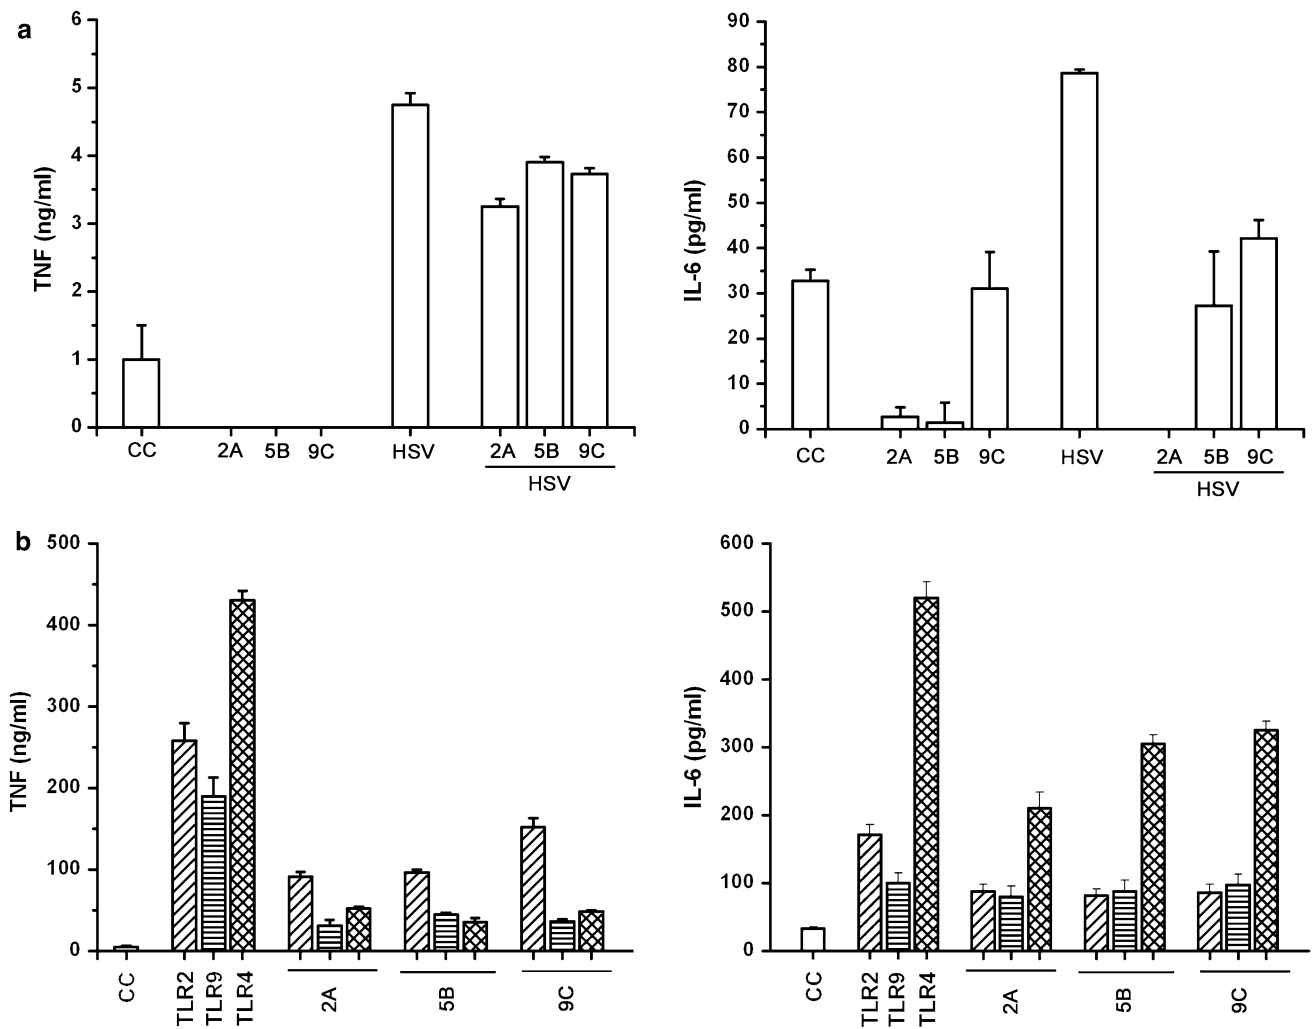 a
TNF (ng/ml)
6
5
4
3
2
1
0
CC 2A 5B 9C HSV 2A 5B 9C
HSV
IL-6 (pg/ml)
90
80
70
60
50
40
30
20
10
0
CC 2A 5B 9C HSV 2A 5B 9C
HSV
b
TNF (ng/ml)
500
400
300
200
100
0
CC TLR2 TLR9 TLR4 2A 5B 9C
IL-6 (pg/ml)
600
500
400
300
200
100
0
CC TLR2 TLR9 TLR4 2A 5B 9C